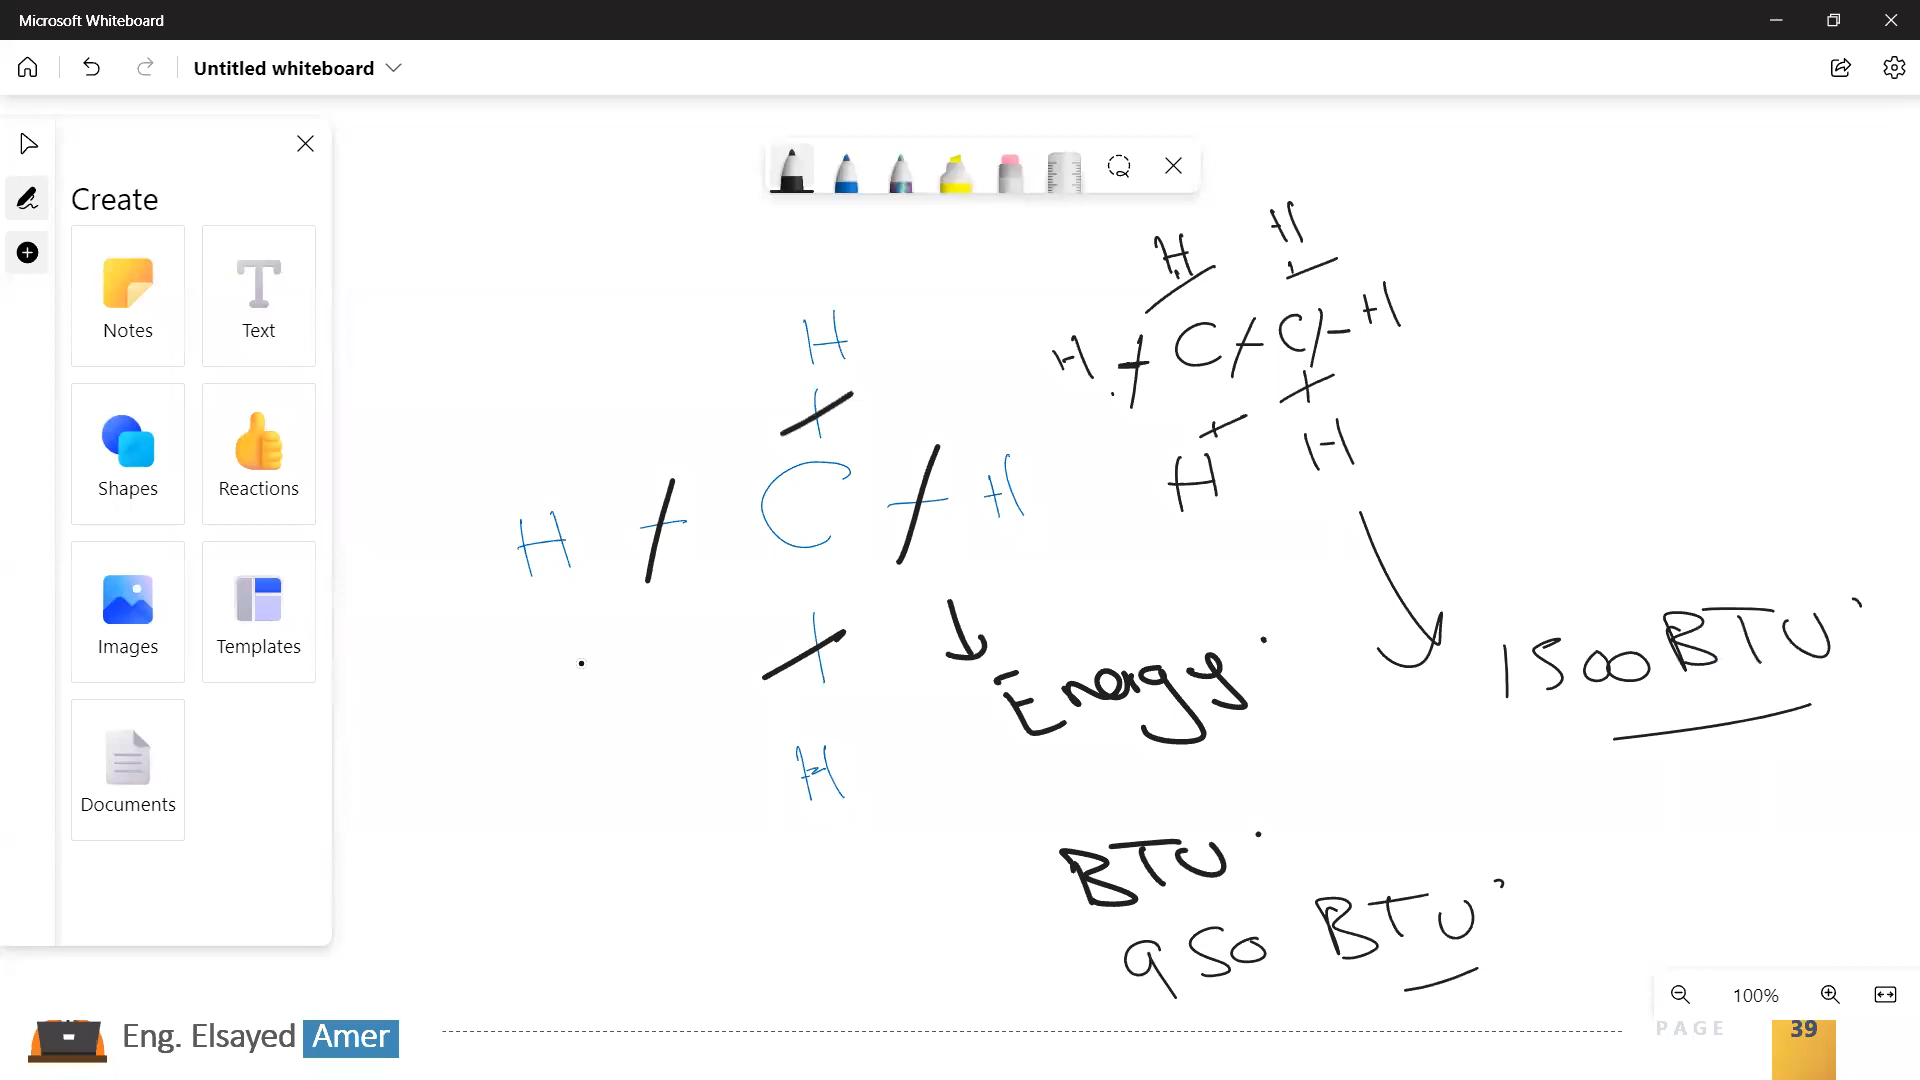 Microsoft Whiteboard
Untitled whiteboard
Create
Notes
Text
Shapes
Reactions
Images
Templates
Documents
H
H C H
H
H H
H C C H
H H
Energy
1500 BTU
BTU
950 BTU
100%
Eng. Elsayed Amer
PAGE
39